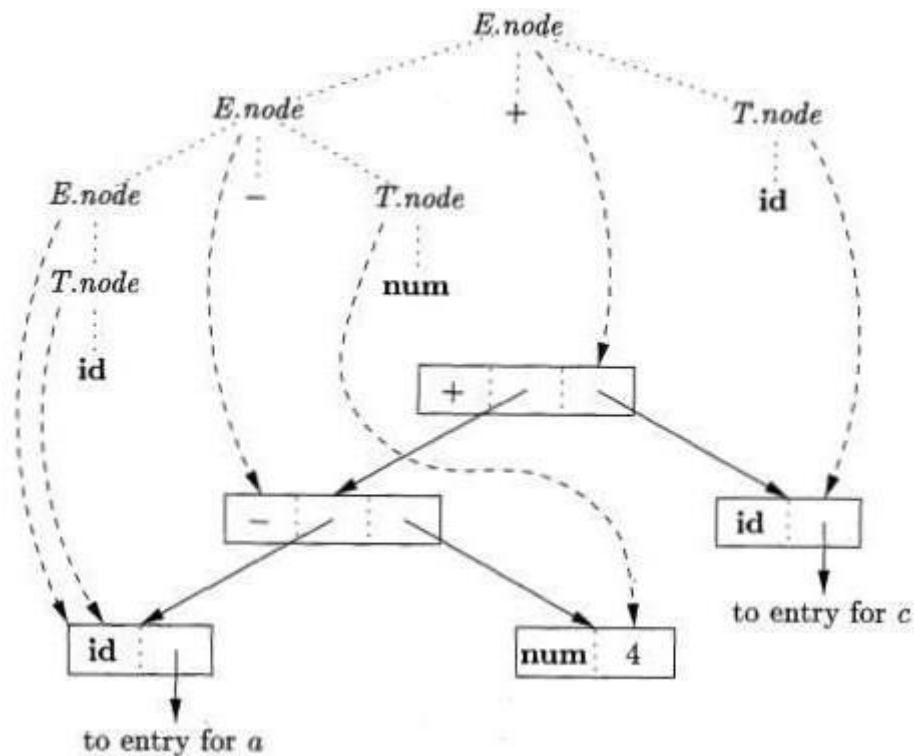 E.node
E.node + T.node
E.node − T.node id
T.node num
id
+
− id
to entry for c
id num 4
to entry for a